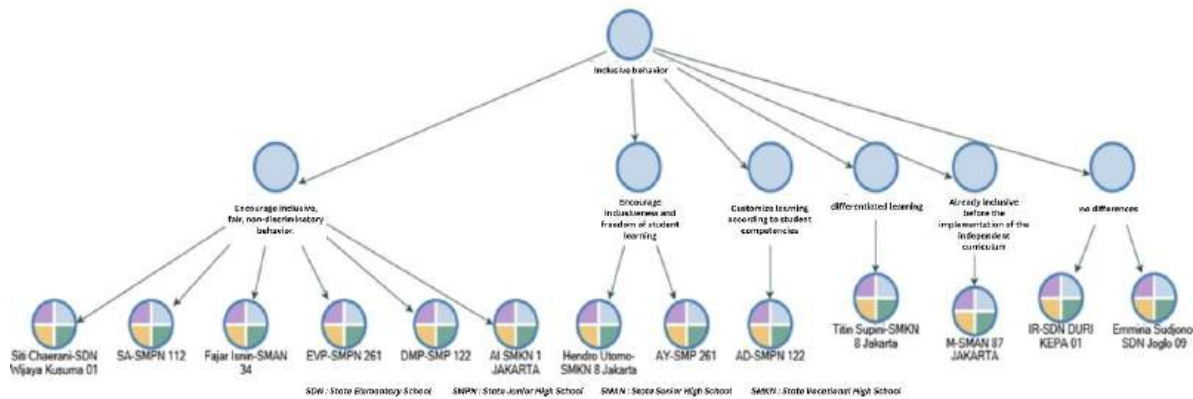 Inclusive behavior
Encourage inclusive,
fair, non-discriminatory
behavior.
Encourage
inclusiveness and
freedom of student
learning
Customize learning
according to student
competencies
differentiated learning
Already inclusive
before the
implementation of the
independent
curriculum
no differences
Siti Chaerani-SDN
Wijaya Kusuma 01
SA-SMPN 112
Fajar Isnin-SMAN
34
EVP-SMPN 261
DMP-SMP 122
AI SMKN 1
JAKARTA
Hendro Utomo-
SMKN 8 Jakarta
AY-SMP 261
AD-SMPN 122
Titin Supini-SMKN
8 Jakarta
M-SMAN 87
JAKARTA
IR-SDN DURI
KEPA 01
Emmina Sudjono
SDN Joglo 09
SDN : State Elementary School SMPN : State Junior High School SMAN : State Senior High School SMKN : State Vocational High School